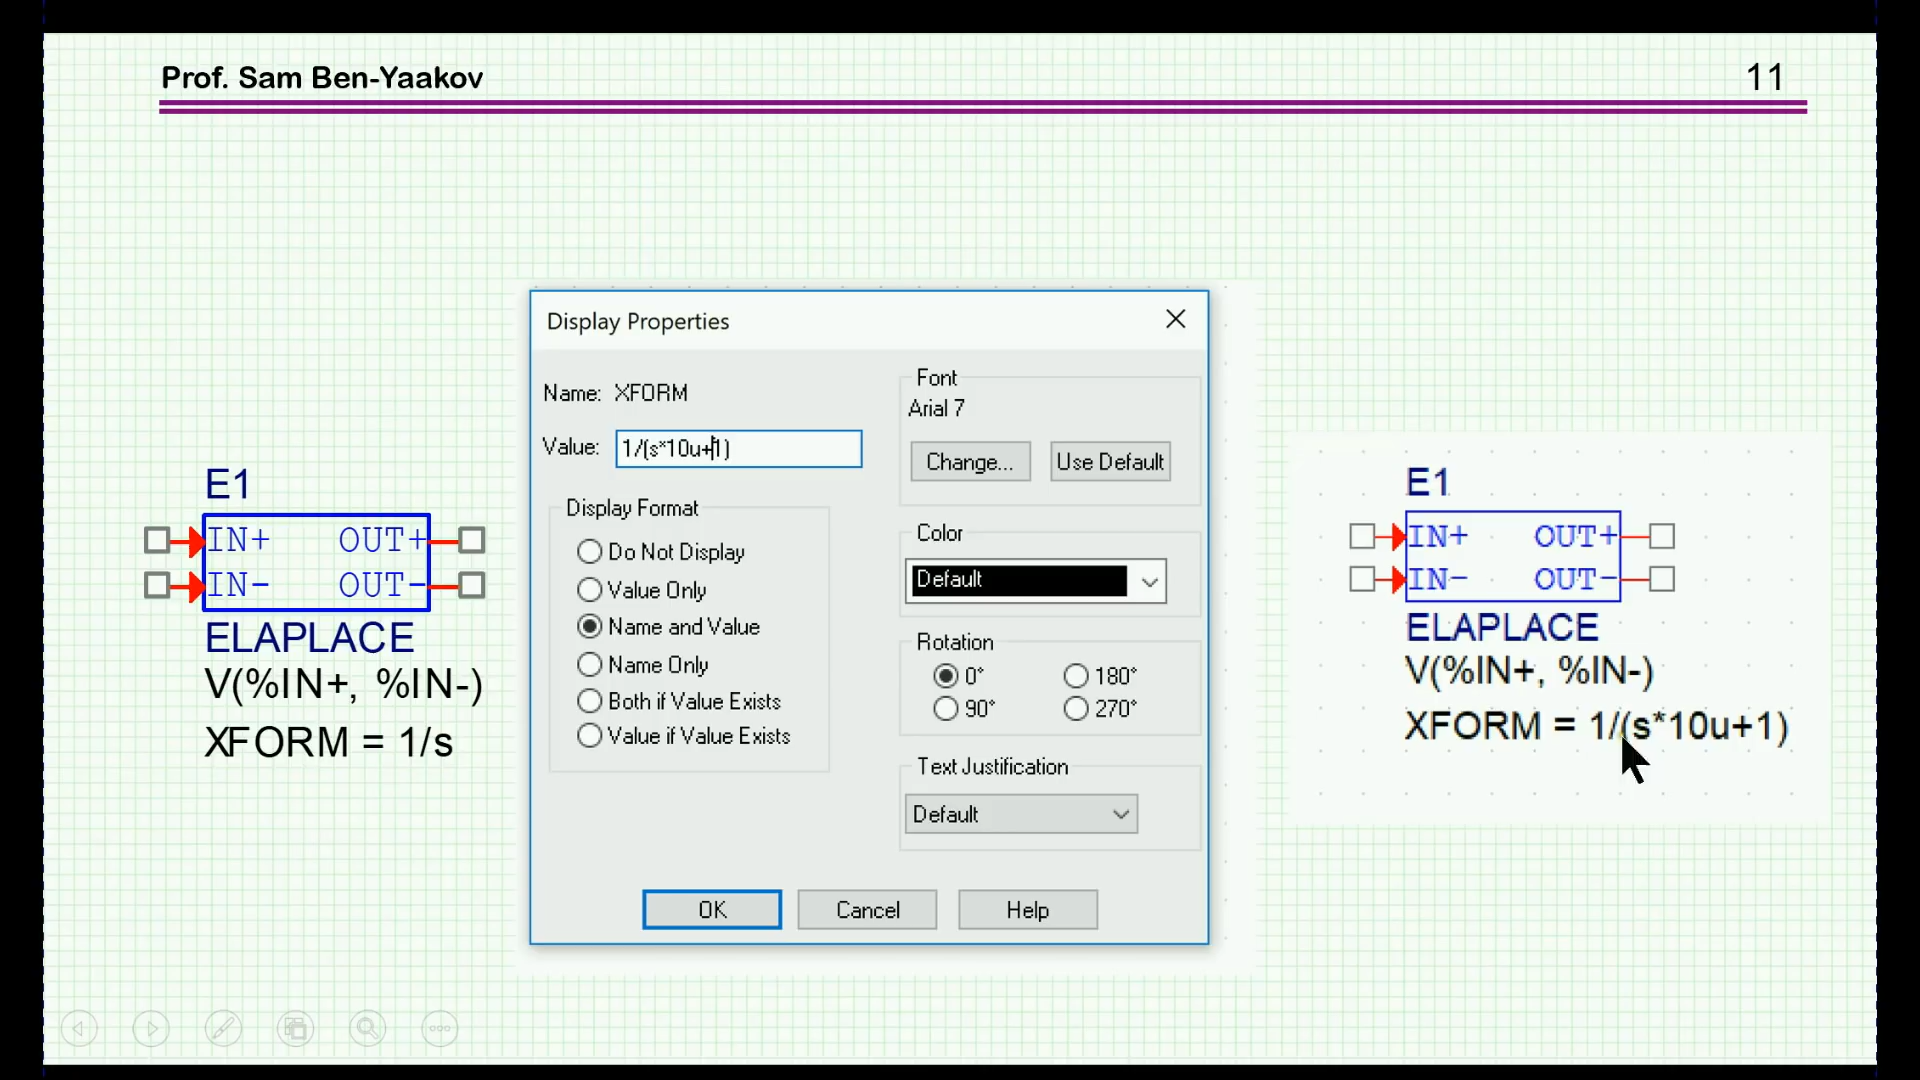 Prof. Sam Ben-Yaakov
11
E1
IN+ OUT+
IN- OUT-
ELAPLACE
V(%IN+, %IN-)
XFORM = 1/s
Display Properties
Name: XFORM
Value: 1/(s*10u+1)
Display Format
Do Not Display
Value Only
Name and Value
Name Only
Both if Value Exists
Value if Value Exists
Font
Arial 7
Change...
Use Default
Color
Default
Rotation
0° 180°
90° 270°
Text Justification
Default
OK
Cancel
Help
E1
IN+ OUT+
IN- OUT-
ELAPLACE
V(%IN+, %IN-)
XFORM = 1/(s*10u+1)